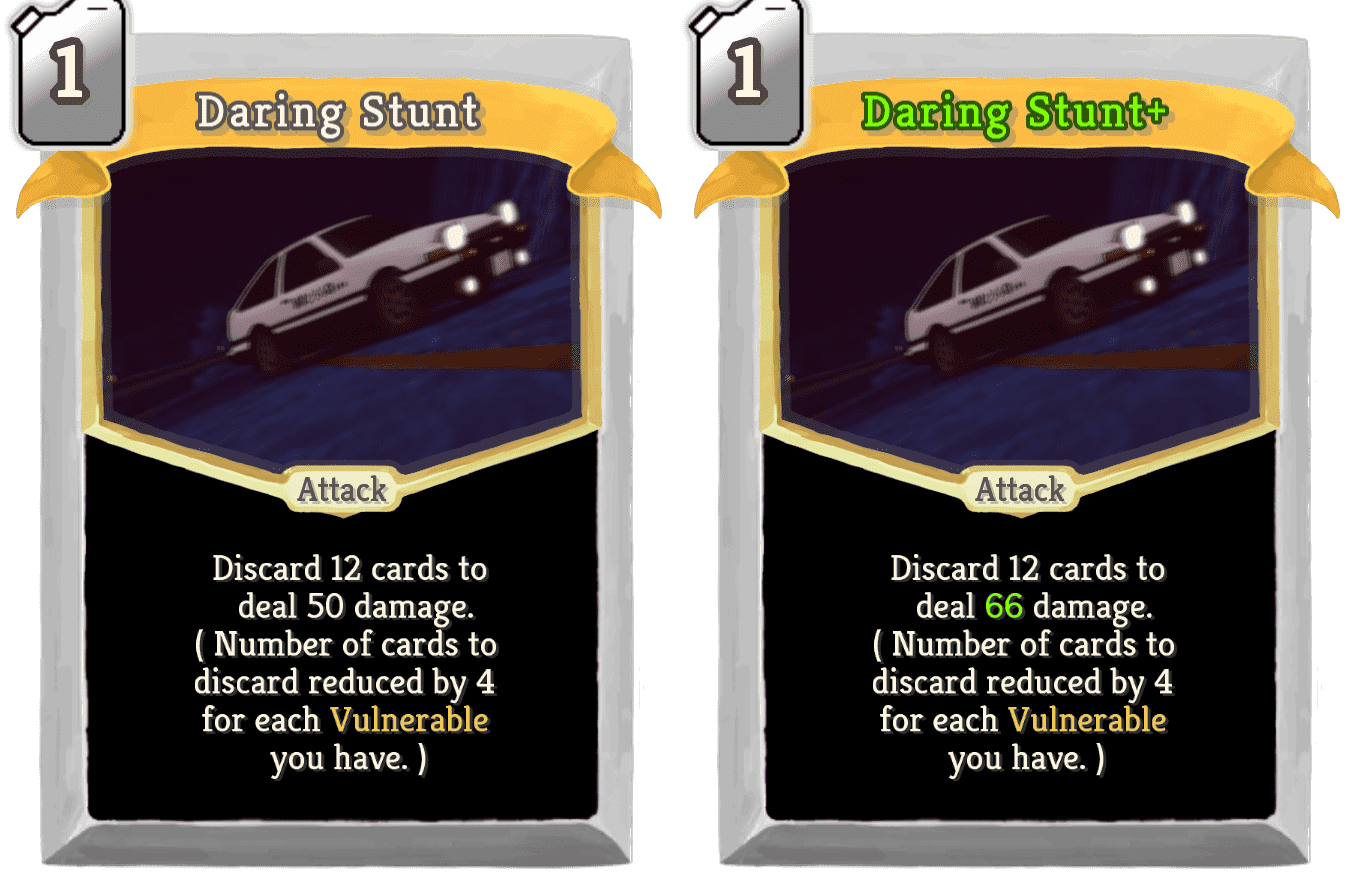 1
Daring Stunt
Attack
Discard 12 cards to
deal 50 damage.
( Number of cards to
discard reduced by 4
for each Vulnerable
you have. )
1
Daring Stunt+
Attack
Discard 12 cards to
deal 66 damage.
( Number of cards to
discard reduced by 4
for each Vulnerable
you have. )